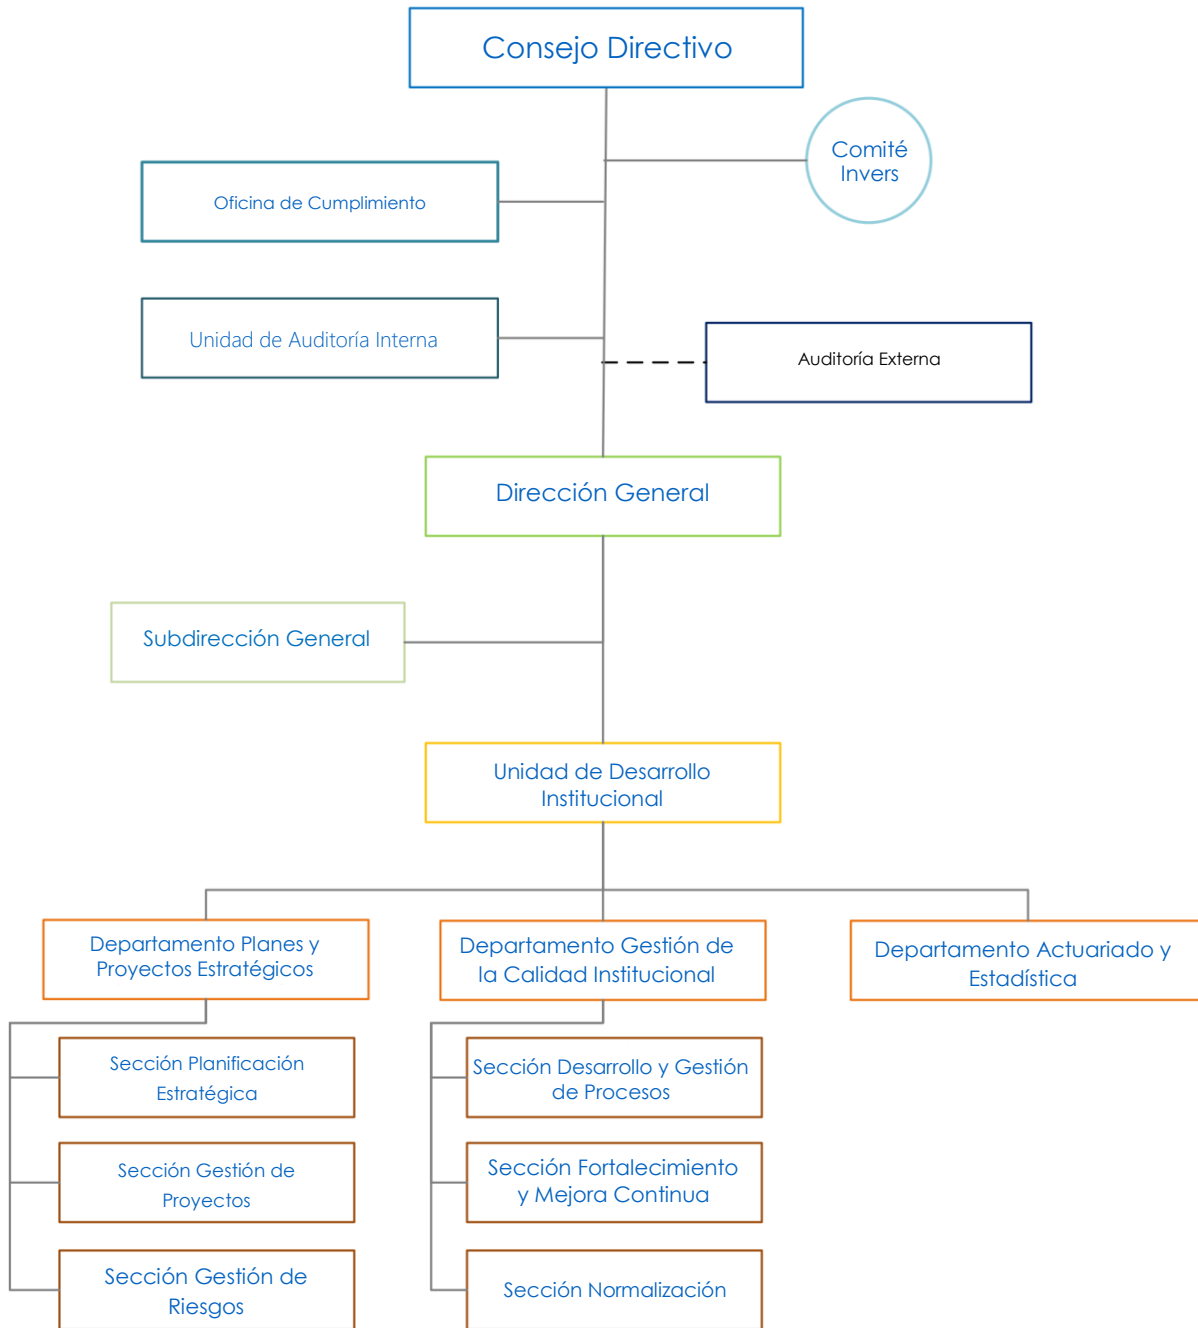 Consejo Directivo
Comité
Invers
Oficina de Cumplimiento
Unidad de Auditoría Interna
Auditoría Externa
Dirección General
Subdirección General
Unidad de Desarrollo
Institucional
Departamento Planes y
Proyectos Estratégicos
Departamento Gestión de
la Calidad Institucional
Departamento Actuariado y
Estadística
Sección Planificación
Estratégica
Sección Desarrollo y Gestión
de Procesos
Sección Gestión de
Proyectos
Sección Fortalecimiento
y Mejora Continua
Sección Gestión de
Riesgos
Sección Normalización